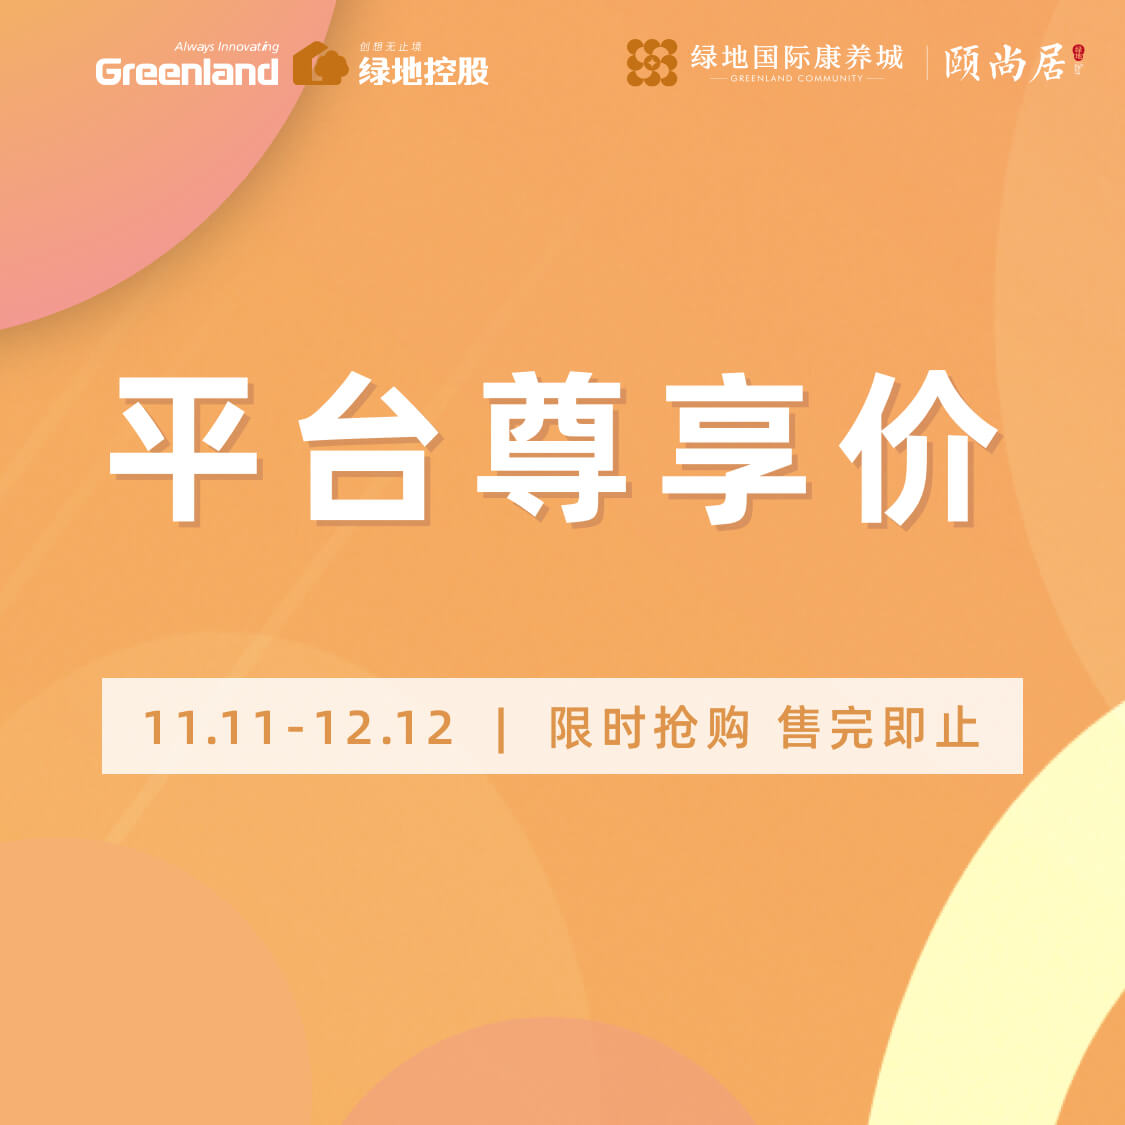 Always Innovating
Greenland
创想无止境
绿地控股
绿地国际康养城
GREENLAND COMMUNITY
颐尚居
绿地
平台尊享价
11.11-12.12 | 限时抢购 售完即止